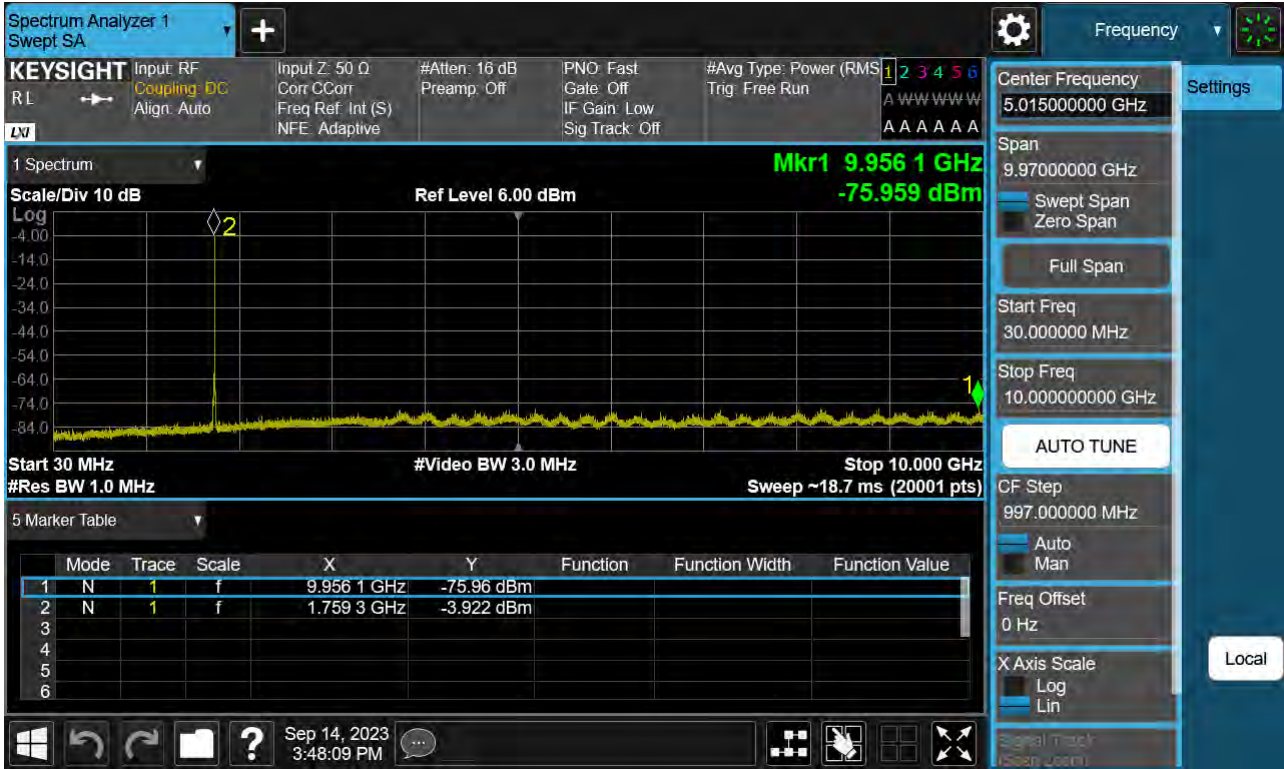 Spectrum Analyzer 1
Swept SA
Frequency
KEYSIGHT
RL
LXI
Input: RF
Coupling: DC
Align: Auto
Input Z: 50 Ω
Corr CCorr
Freq Ref: Int (S)
NFE: Adaptive
#Atten: 16 dB
Preamp: Off
PNO: Fast
Gate: Off
IF Gain: Low
Sig Track: Off
#Avg Type: Power (RMS
Trig: Free Run
1 2 3 4 5 6
A W W W W W
A A A A A A
Center Frequency
5.015000000 GHz
Settings
Span
9.97000000 GHz
Swept Span
Zero Span
Full Span
Start Freq
30.000000 MHz
Stop Freq
10.000000000 GHz
AUTO TUNE
CF Step
997.000000 MHz
Auto
Man
Freq Offset
0 Hz
X Axis Scale
Log
Lin
Signal Track
(Span Zoom)
Local
1 Spectrum
Mkr1 9.956 1 GHz
-75.959 dBm
Scale/Div 10 dB
Ref Level 6.00 dBm
Log
2
-4.00
-14.0
-24.0
-34.0
-44.0
-54.0
-64.0
1
-74.0
-84.0
Start 30 MHz
#Video BW 3.0 MHz
Stop 10.000 GHz
#Res BW 1.0 MHz
Sweep ~18.7 ms (20001 pts)
5 Marker Table
Mode Trace Scale X Y Function Function Width Function Value
1 N 1 f 9.956 1 GHz -75.96 dBm
2 N 1 f 1.759 3 GHz -3.922 dBm
3
4
5
6
?
Sep 14, 2023
3:48:09 PM